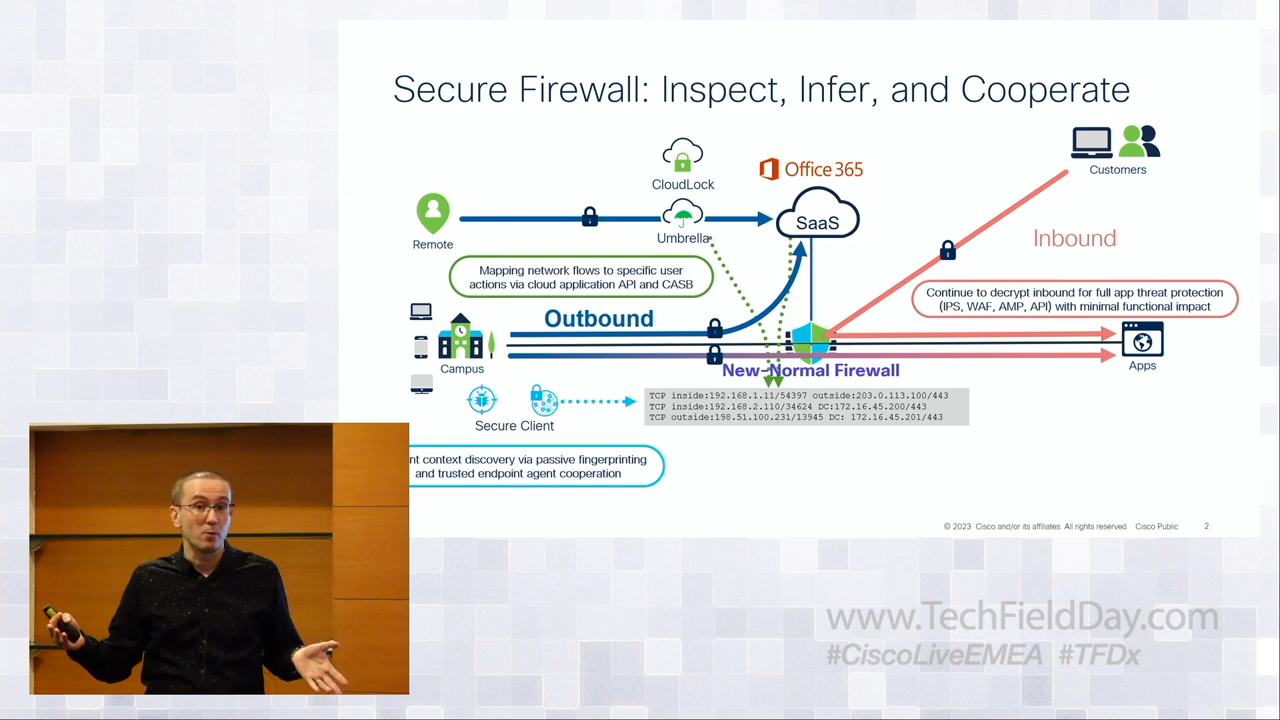 Secure Firewall: Inspect, Infer, and Cooperate
CloudLock
Office 365
Customers
Remote
Umbrella
SaaS
Inbound
Mapping network flows to specific user
actions via cloud application API and CASB
Continue to decrypt inbound for full app threat protection
(IPS, WAF, AMP, API) with minimal functional impact
Outbound
Campus
New-Normal Firewall
Apps
TCP inside:192.168.1.11/54397 outside:203.0.113.100/443
TCP inside:192.168.2.110/34624 DC:172.16.45.200/443
TCP outside:198.51.100.231/13945 DC: 172.16.45.201/443
Secure Client
context discovery via passive fingerprinting
and trusted endpoint agent cooperation
© 2023 Cisco and/or its affiliates. All rights reserved. Cisco Public 2
www.TechFieldDay.com
#CiscoLiveEMEA #TFDx